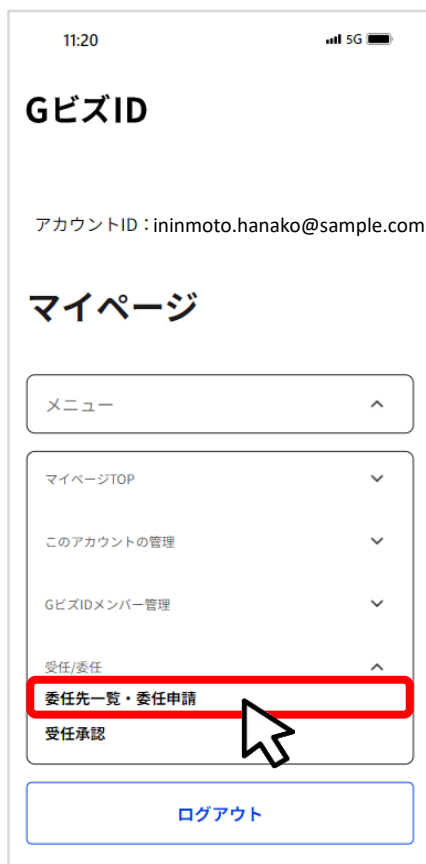 11:20 5G
GビズID
アカウントID：ininmoto.hanako@sample.com
マイページ
メニュー
マイページTOP
このアカウントの管理
GビズIDメンバー管理
受任/委任
委任先一覧・委任申請
受任承認
ログアウト